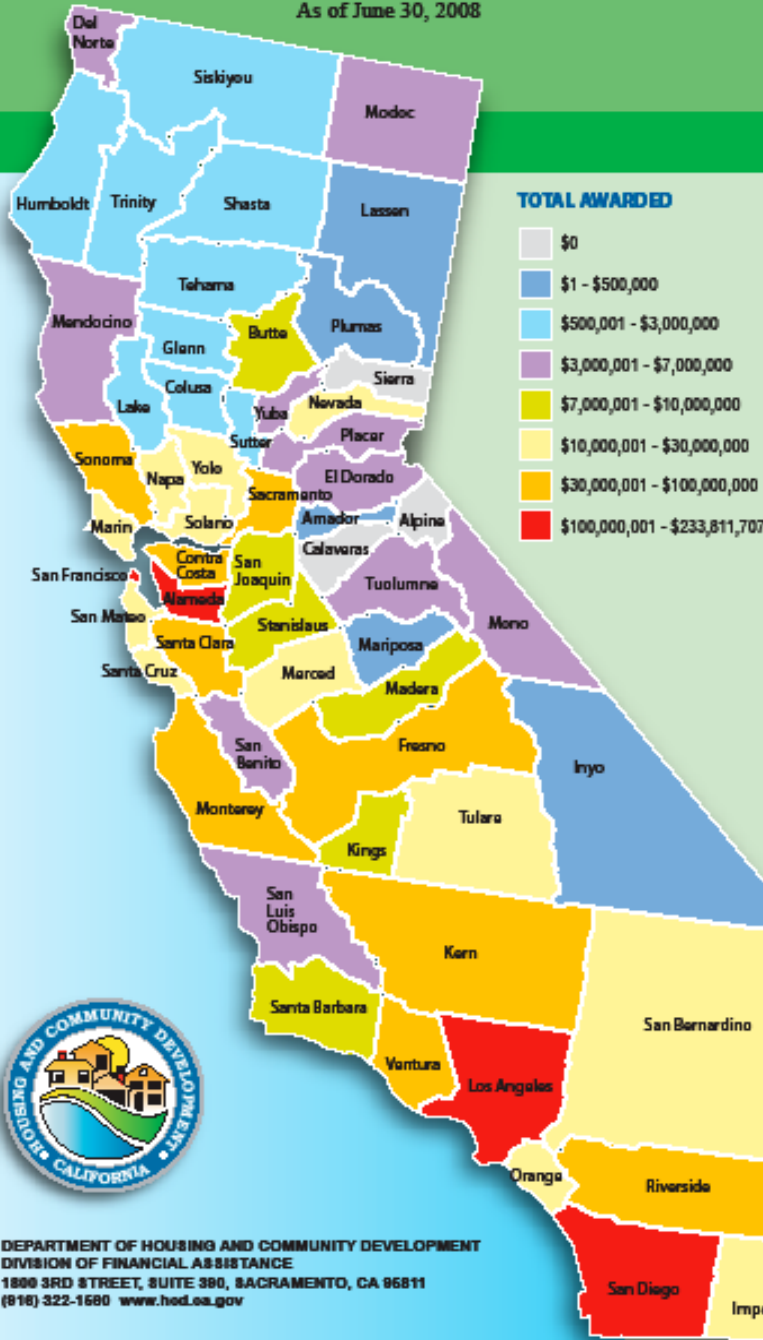 As of June 30, 2008
Del
Norte
Siskiyou
Modoc
Humboldt
Trinity
Shasta
Lassen
TOTAL AWARDED
$0
$1 - $500,000
$500,001 - $3,000,000
$3,000,001 - $7,000,000
$7,000,001 - $10,000,000
$10,000,001 - $30,000,000
$30,000,001 - $100,000,000
$100,000,001 - $233,811,707
Tehama
Mendocino
Butte
Plumas
Glenn
Colusa
Sierra
Lake
Yuba
Nevada
Sutter
Placer
Sonoma
Napa
Yolo
El Dorado
Sacramento
Marin
Solano
Amador
Alpine
Calaveras
Contra
Costa
San
Joaquin
San Francisco
Alameda
Tuolumne
San Mateo
Stanislaus
Mono
Santa Clara
Mariposa
Santa Cruz
Merced
Madera
San
Benito
Fresno
Inyo
Monterey
Tulare
Kings
San
Luis
Obispo
Kern
Santa Barbara
San Bernardino
Ventura
Los Angeles
Orange
Riverside
San Diego
Impe
HOUSING AND COMMUNITY DEVELOPMENT
CALIFORNIA
DEPARTMENT OF HOUSING AND COMMUNITY DEVELOPMENT
DIVISION OF FINANCIAL ASSISTANCE
1800 3RD STREET, SUITE 390, SACRAMENTO, CA 95811
(916) 322-1560 www.hcd.ca.gov